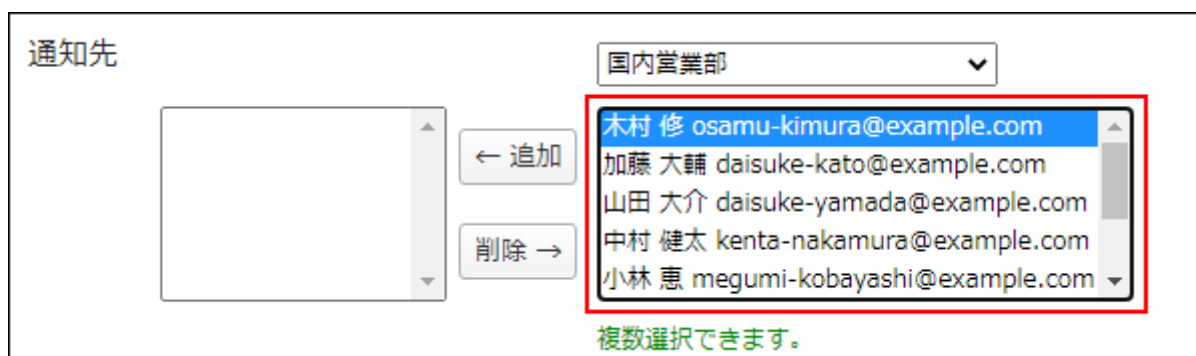 通知先
国内営業部
← 追加
削除 →
木村 修 osamu-kimura@example.com
加藤 大輔 daisuke-kato@example.com
山田 大介 daisuke-yamada@example.com
中村 健太 kenta-nakamura@example.com
小林 恵 megumi-kobayashi@example.com
複数選択できます。